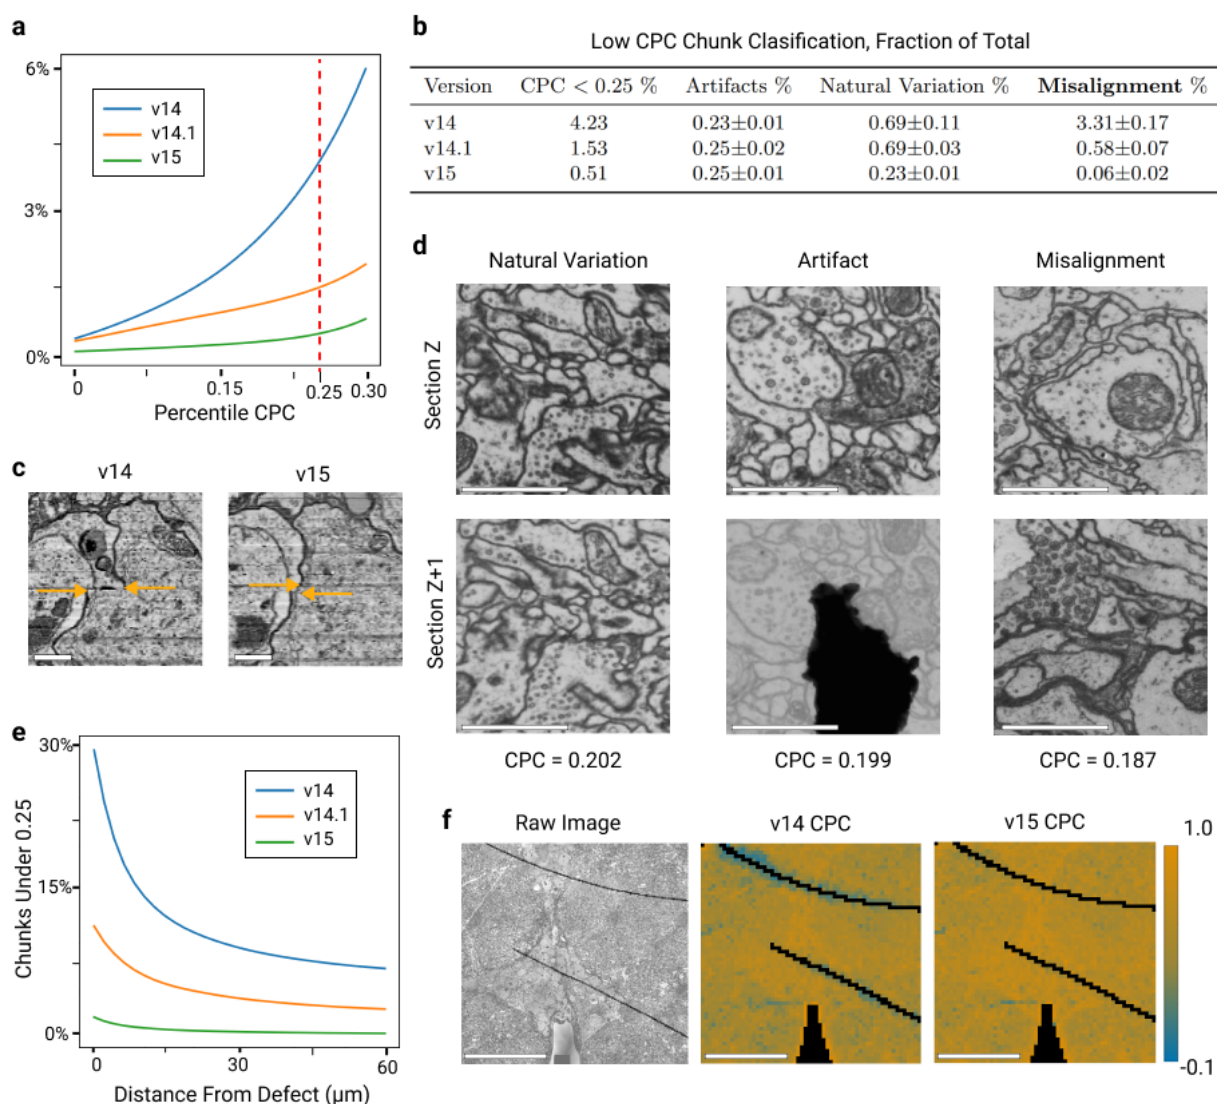 a
6%
3%
0%
v14
v14.1
v15
0
0.15
0.25
0.30
Percentile CPC
b
Low CPC Chunk Clasification, Fraction of Total
Version CPC < 0.25 % Artifacts % Natural Variation % Misalignment %
v14 4.23 0.23±0.01 0.69±0.11 3.31±0.17
v14.1 1.53 0.25±0.02 0.69±0.03 0.58±0.07
v15 0.51 0.25±0.01 0.23±0.01 0.06±0.02
c
v14
v15
d
Natural Variation
Artifact
Misalignment
Section Z
Section Z+1
CPC = 0.202
CPC = 0.199
CPC = 0.187
e
30%
15%
0%
Chunks Under 0.25
v14
v14.1
v15
0
30
60
Distance From Defect (μm)
f
Raw Image
v14 CPC
v15 CPC
1.0
-0.1